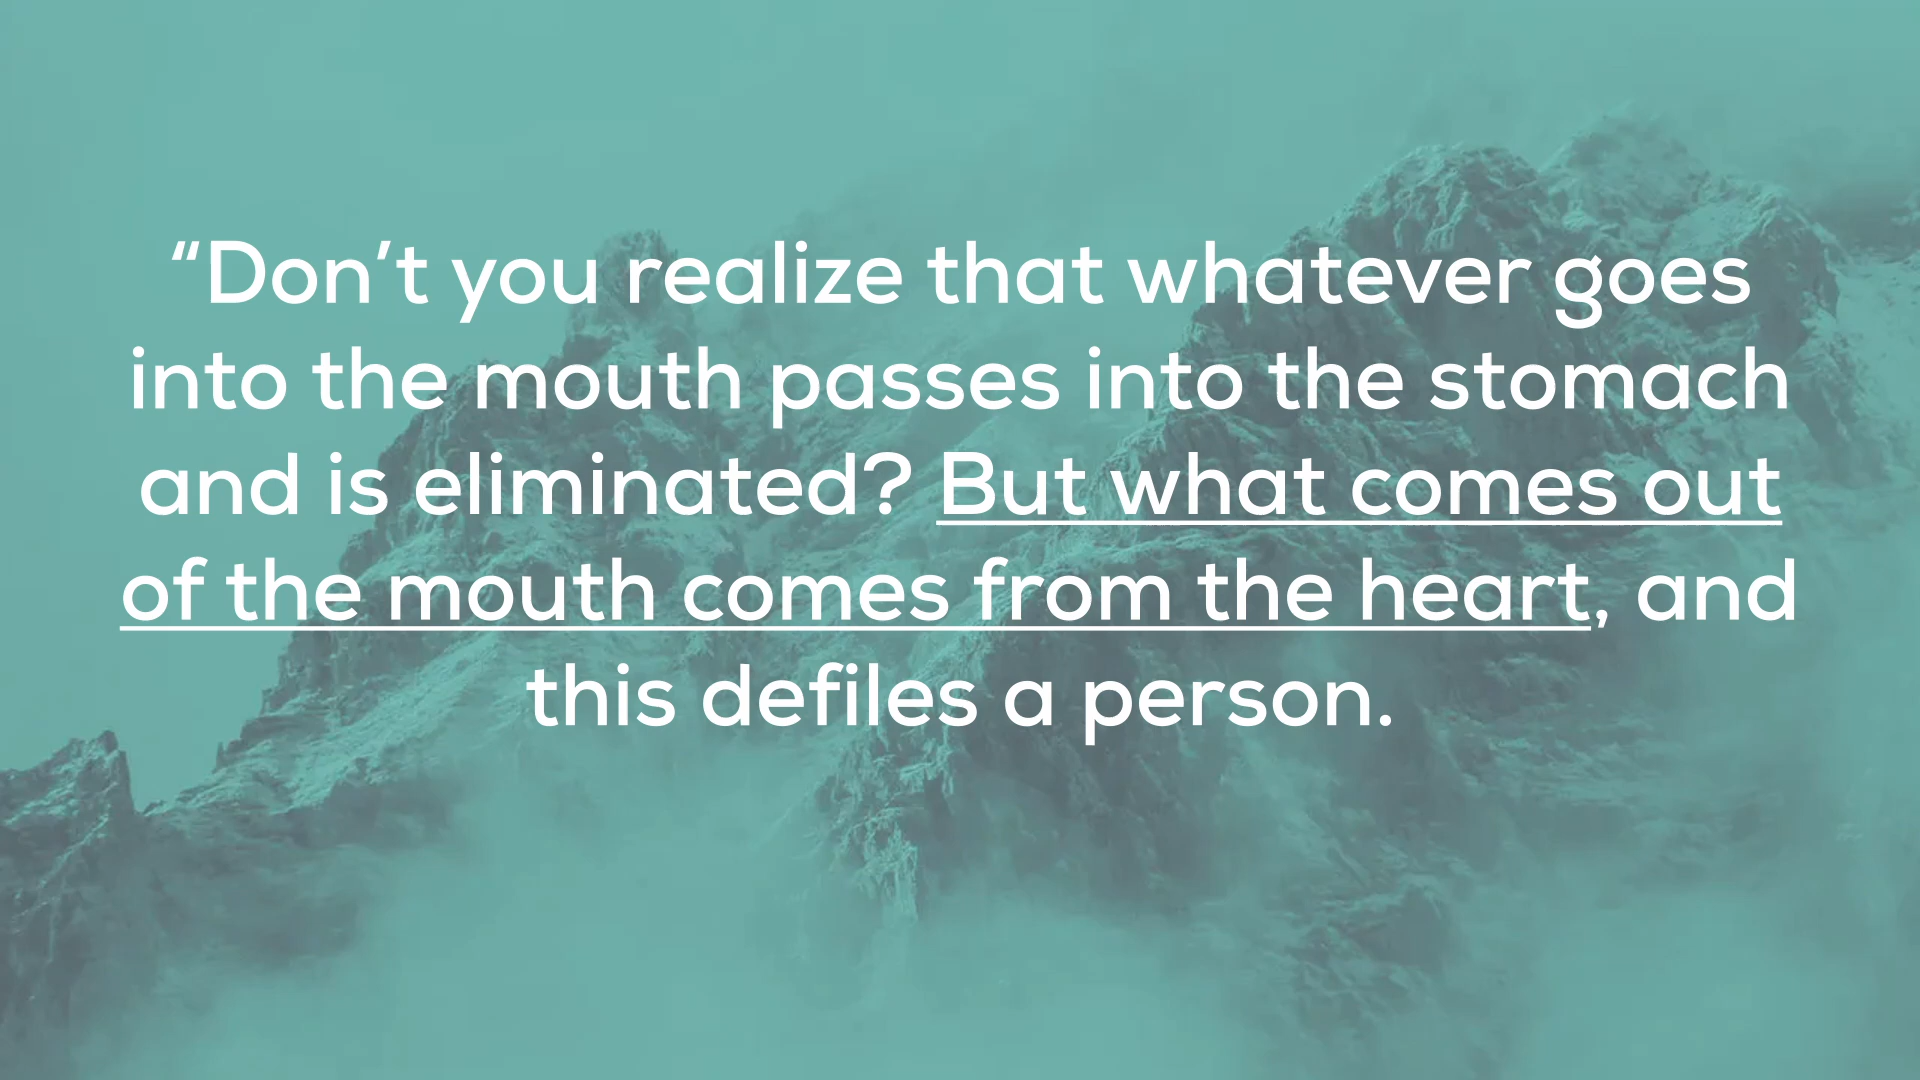 “Don’t you realize that whatever goes
into the mouth passes into the stomach
and is eliminated? But what comes out
of the mouth comes from the heart, and
this defiles a person.